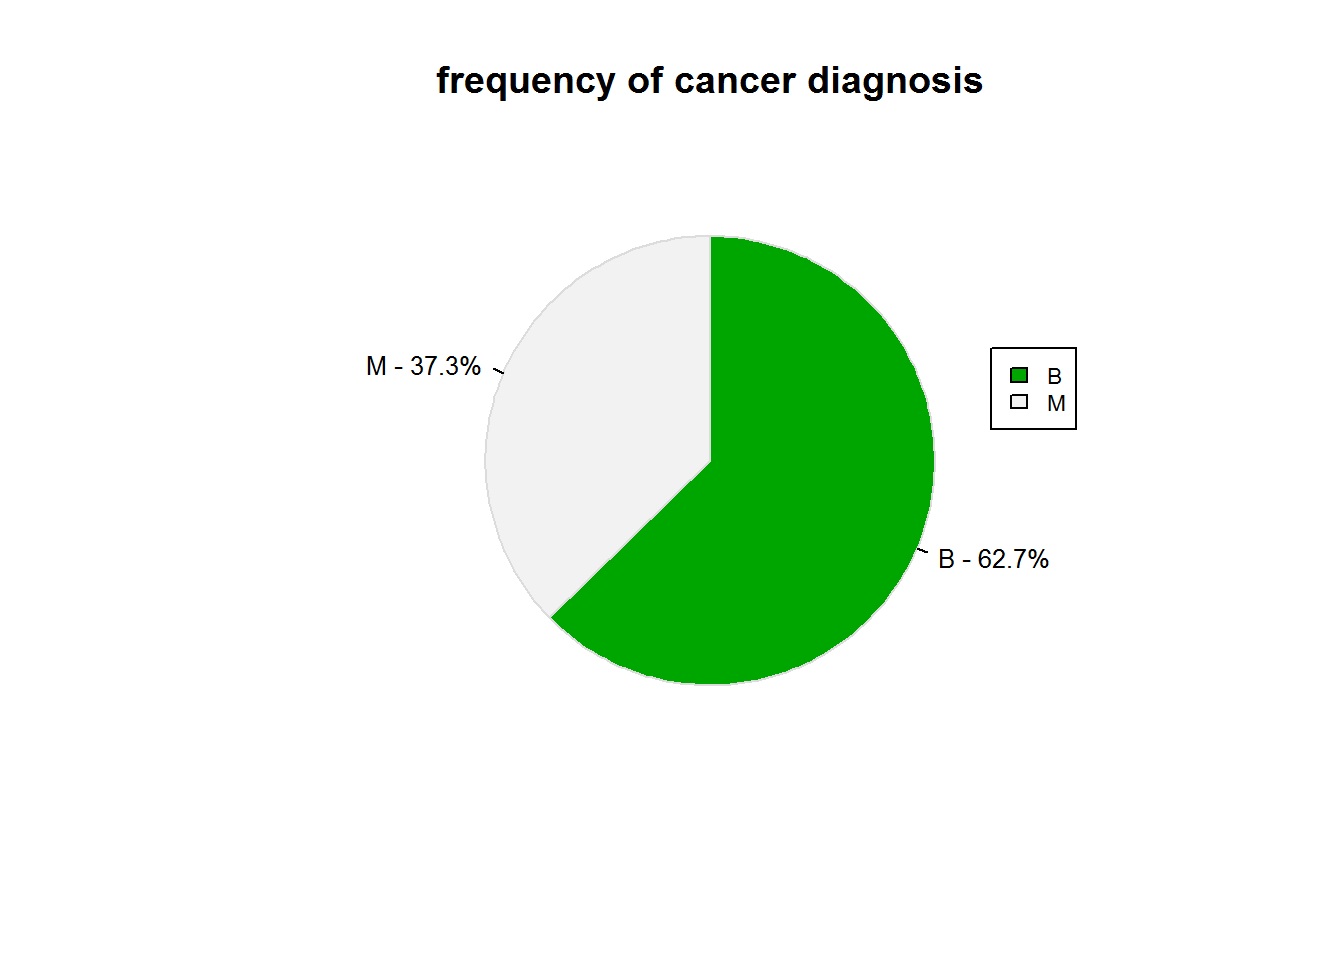 frequency of cancer diagnosis
M - 37.3%
B
M
B - 62.7%